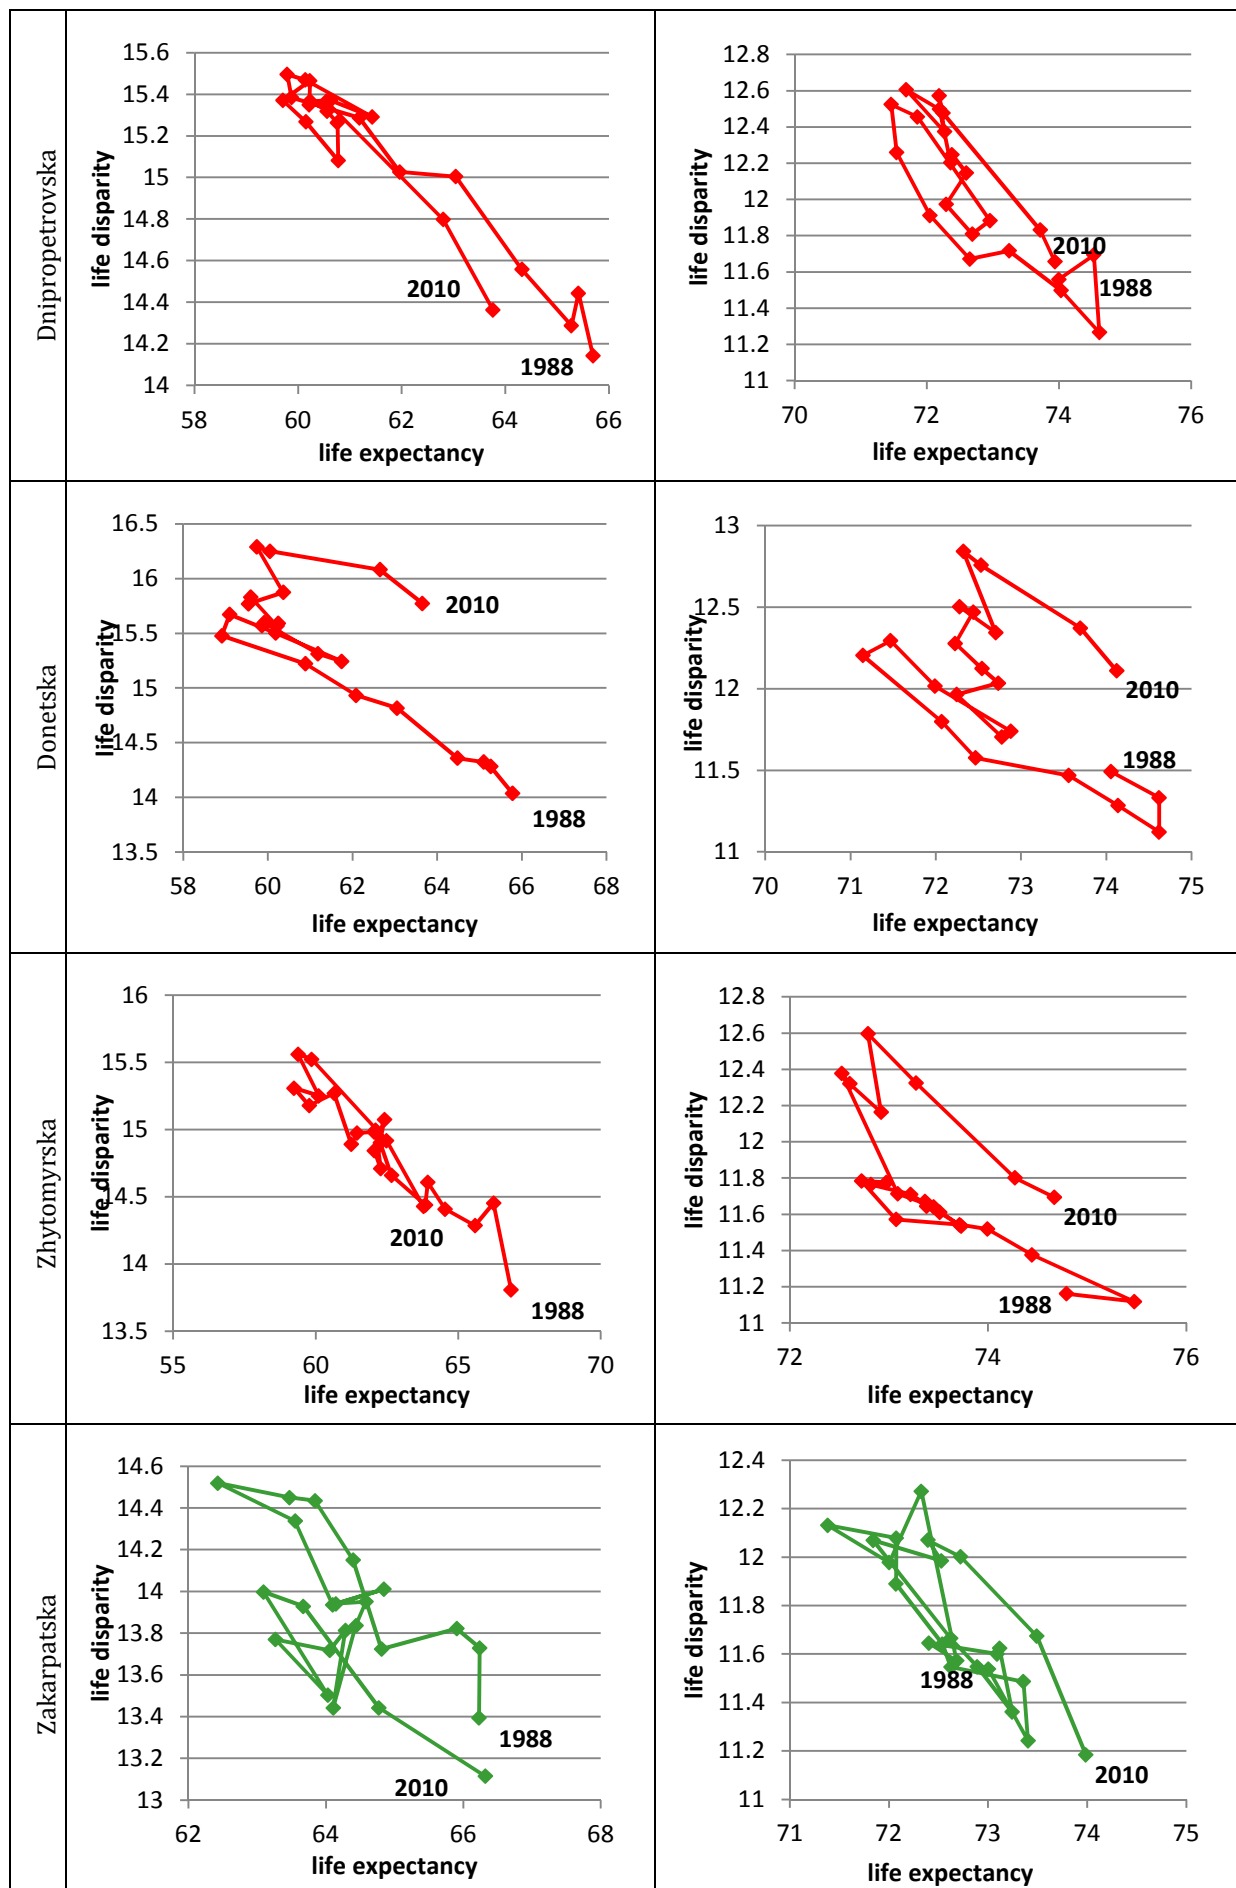 Dnipropetrovska
life disparity
15.6
15.4
15.2
15
14.8
14.6
14.4
14.2
14
2010
1988
58 60 62 64 66
life expectancy
life disparity
12.8
12.6
12.4
12.2
12
11.8
11.6
11.4
11.2
11
2010
1988
70 72 74 76
life expectancy
Donetska
life disparity
16.5
16
15.5
15
14.5
14
13.5
2010
1988
58 60 62 64 66 68
life expectancy
life disparity
13
12.5
12
11.5
11
2010
1988
70 71 72 73 74 75
life expectancy
Zhytomyrska
life disparity
16
15.5
15
14.5
14
13.5
2010
1988
55 60 65 70
life expectancy
life disparity
12.8
12.6
12.4
12.2
12
11.8
11.6
11.4
11.2
11
2010
1988
72 74 76
life expectancy
Zakarpatska
life disparity
14.6
14.4
14.2
14
13.8
13.6
13.4
13.2
13
1988
2010
62 64 66 68
life expectancy
life disparity
12.4
12.2
12
11.8
11.6
11.4
11.2
11
1988
2010
71 72 73 74 75
life expectancy